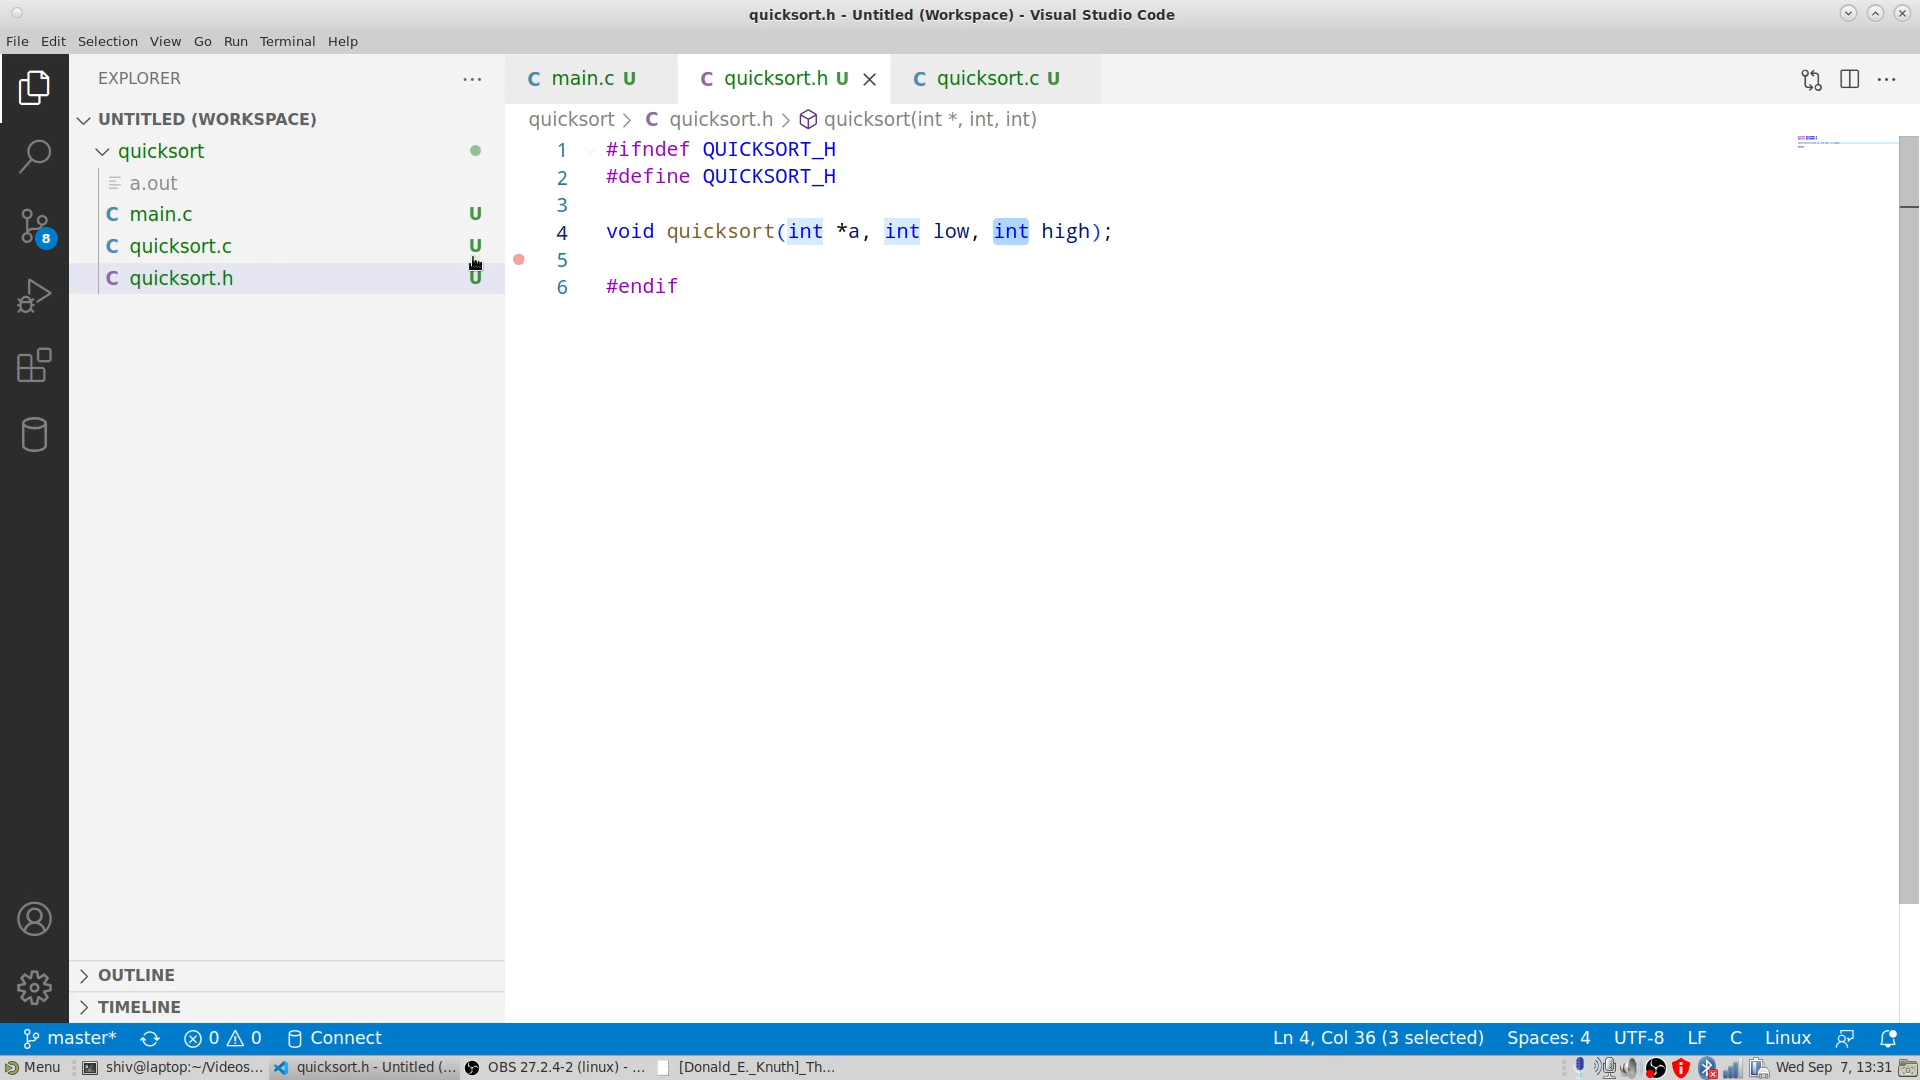 quicksort.h - Untitled (Workspace) - Visual Studio Code
File Edit Selection View Go Run Terminal Help
EXPLORER
UNTITLED (WORKSPACE)
quicksort
a.out
main.c U
quicksort.c U
quicksort.h U
OUTLINE
TIMELINE
8
C main.c U
C quicksort.h U
C quicksort.c U
quicksort > C quicksort.h > quicksort(int *, int, int)
1 #ifndef QUICKSORT_H
2 #define QUICKSORT_H
3
4 void quicksort(int *a, int low, int high);
5
6 #endif
master* 0 0 Connect
Ln 4, Col 36 (3 selected) Spaces: 4 UTF-8 LF C Linux
Menu shiv@laptop:~/Videos... quicksort.h - Untitled (... OBS 27.2.4-2 (linux) - ... [Donald_E._Knuth]_Th... Wed Sep 7, 13:31